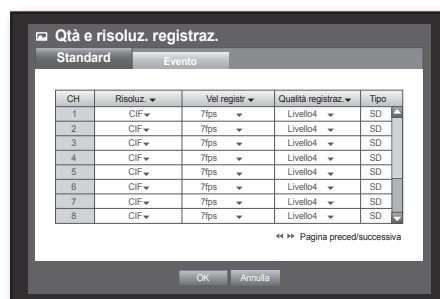 Qtà e risoluz. registraz.
Standard Evento
CH Risoluz. Vel registr Qualità registraz. Tipo
1 CIF 7fps Livello4 SD
2 CIF 7fps Livello4 SD
3 CIF 7fps Livello4 SD
4 CIF 7fps Livello4 SD
5 CIF 7fps Livello4 SD
6 CIF 7fps Livello4 SD
7 CIF 7fps Livello4 SD
8 CIF 7fps Livello4 SD
Pagina preced/successiva
OK Annulla